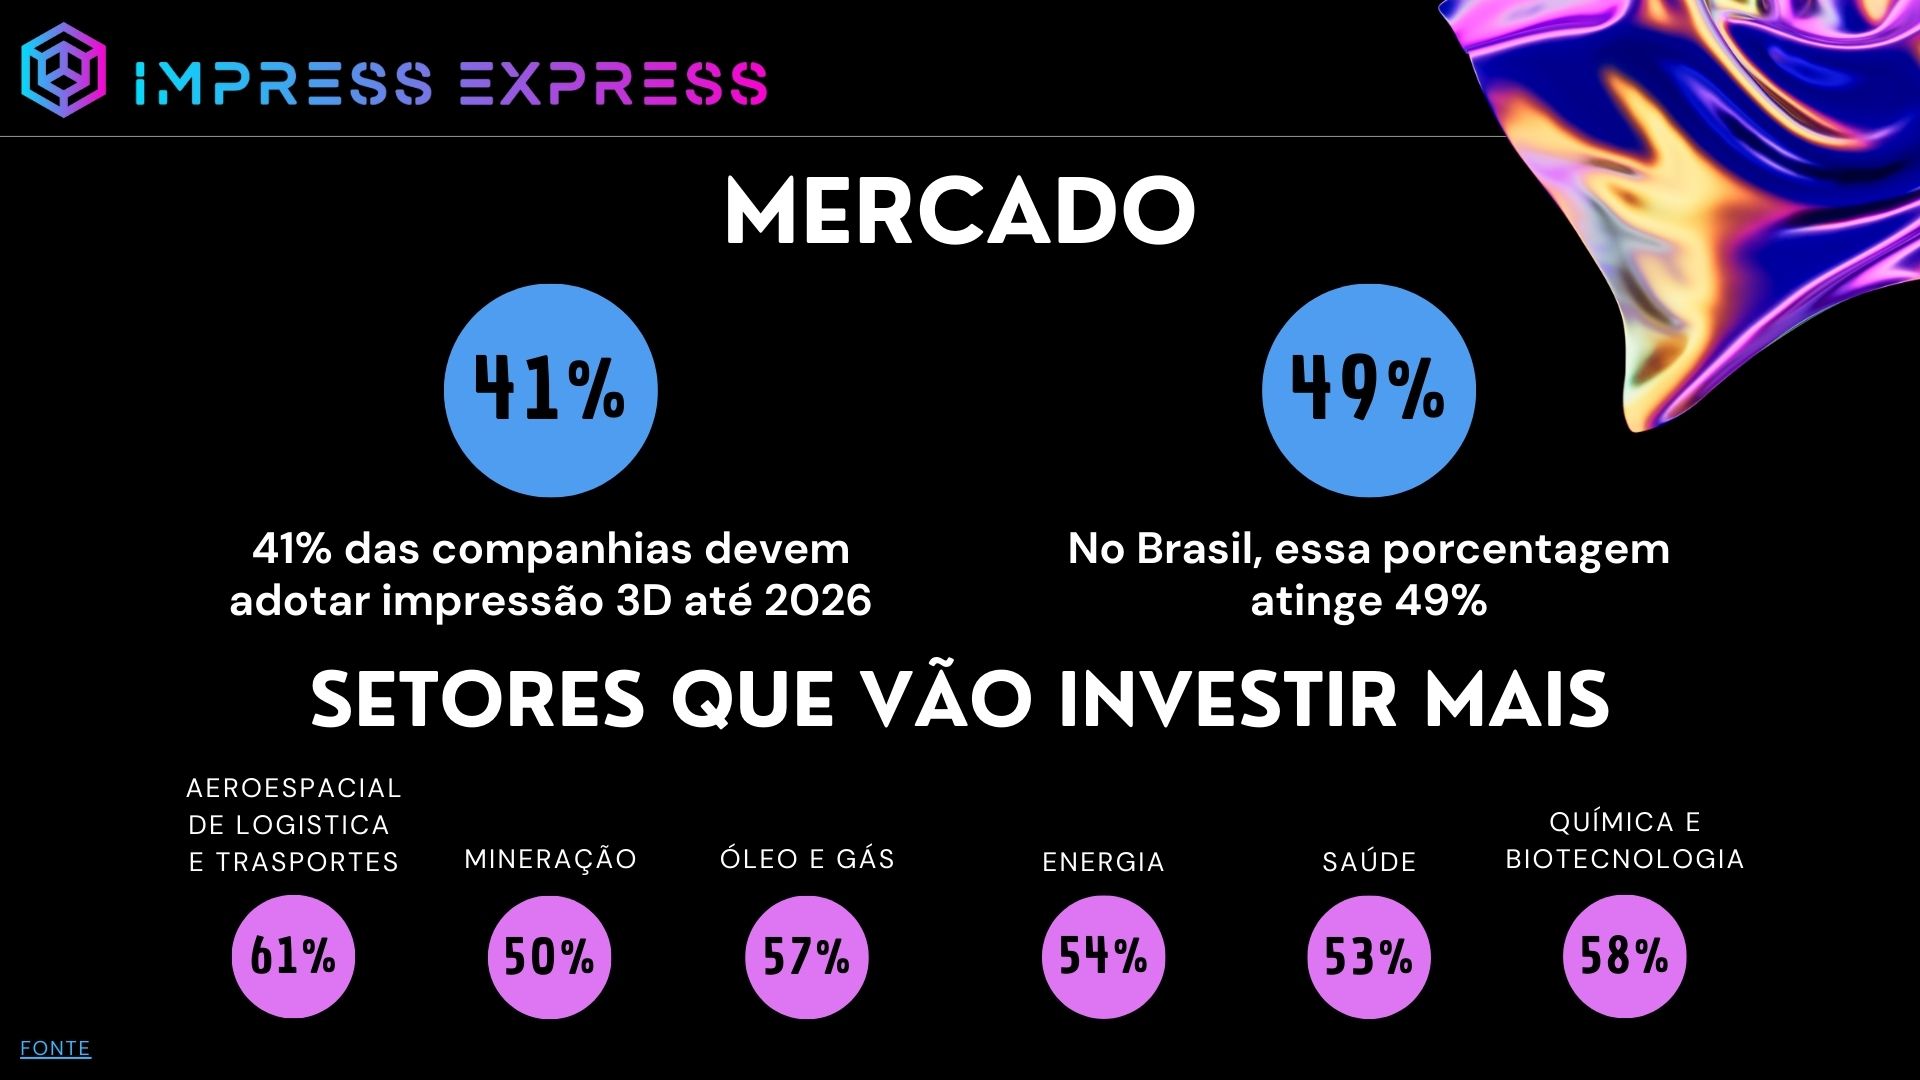 IMPRESS EXPRESS
MERCADO
41%
49%
41% das companhias devem
adotar impressão 3D até 2026
No Brasil, essa porcentagem
atinge 49%
SETORES QUE VÃO INVESTIR MAIS
AEROESPACIAL
DE LOGISTICA
E TRASPORTES
MINERAÇÃO
ÓLEO E GÁS
ENERGIA
SAÚDE
QUÍMICA E
BIOTECNOLOGIA
61%
50%
57%
54%
53%
58%
FONTE